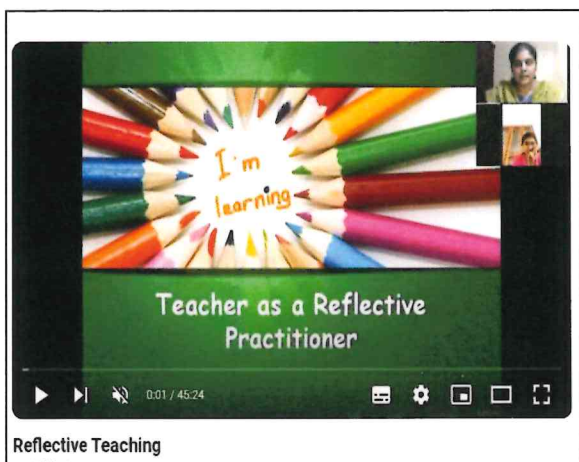 I'm
learning
Teacher as a Reflective
Practitioner
0:01 / 45:24
Reflective Teaching